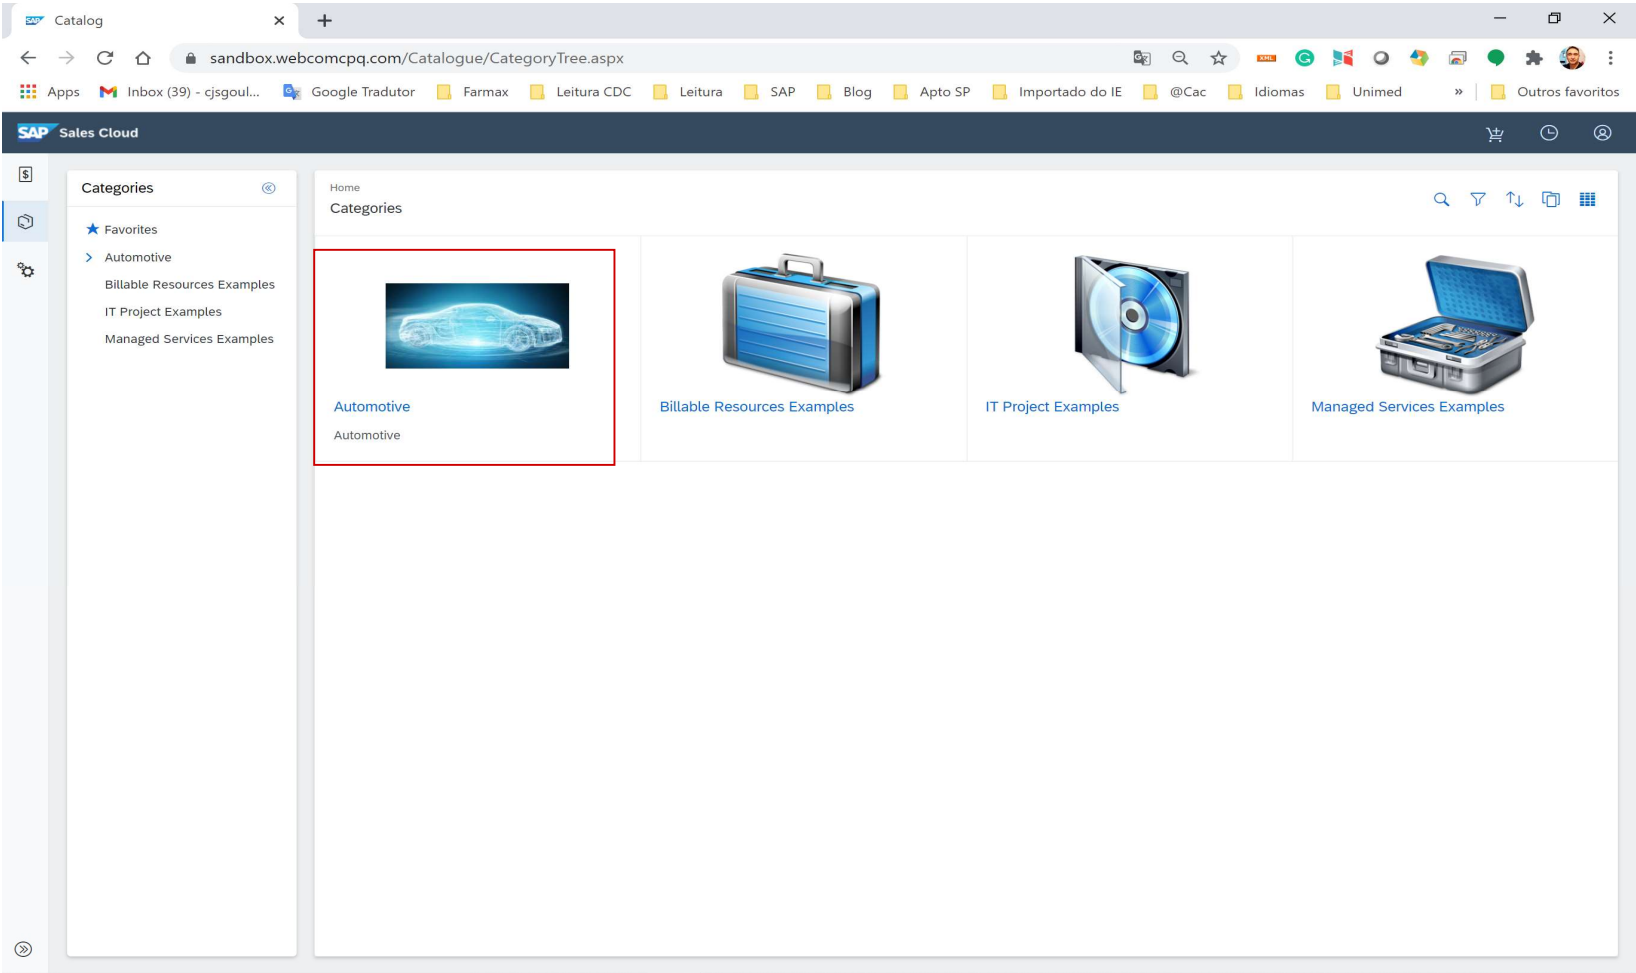 SAP Catalog
sandbox.webcomcpq.com/Catalogue/CategoryTree.aspx
XML
Apps Inbox (39) - cjsgoul... Google Tradutor Farmax Leitura CDC Leitura SAP Blog Apto SP Importado do IE @Cac Idiomas Unimed » Outros favoritos
SAP Sales Cloud
Categories
Favorites
Automotive
Billable Resources Examples
IT Project Examples
Managed Services Examples
Home
Categories
Automotive Billable Resources Examples IT Project Examples Managed Services Examples
Automotive